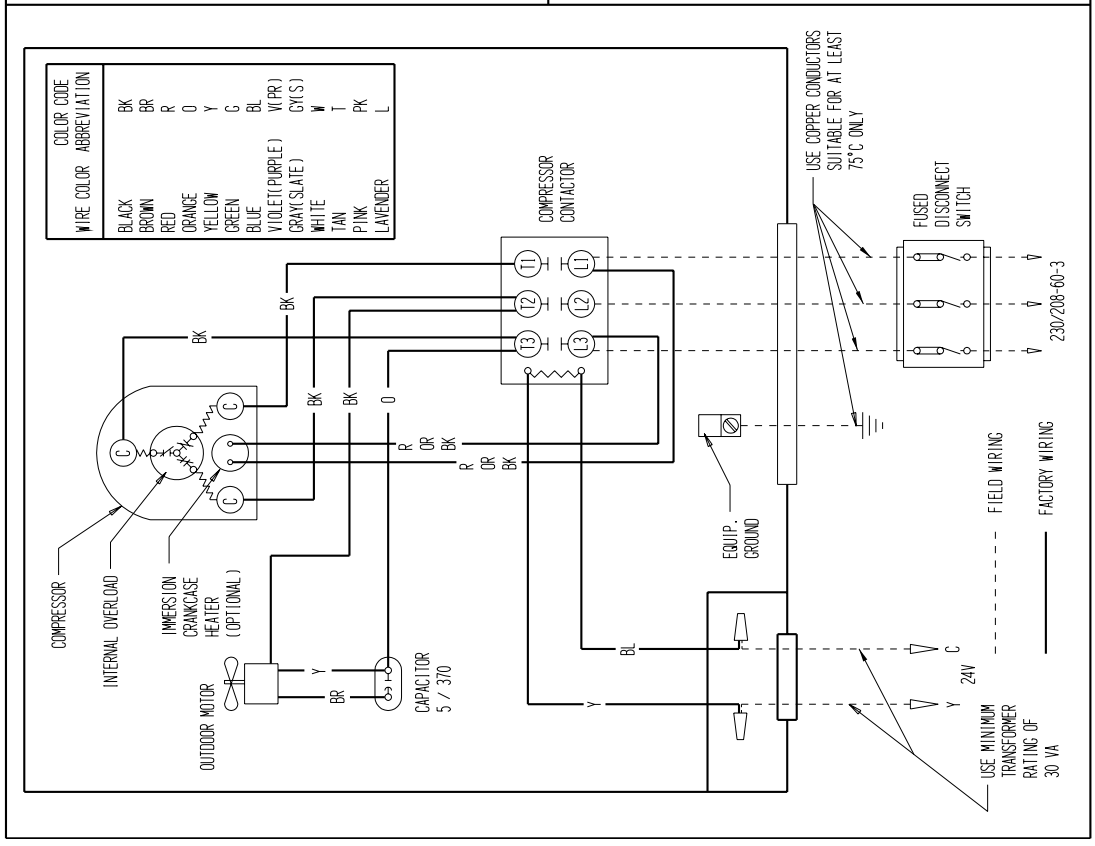 COLOR CODE
WIRE COLOR ABBREVIATION
BLACK BK
BROWN BR
RED R
ORANGE O
YELLOW Y
GREEN G
BLUE BL
VIOLET(PURPLE) V(PR)
GRAY(SLATE) GY(S)
WHITE W
TAN T
PINK PK
LAVENDER L
COMPRESSOR
INTERNAL OVERLOAD
IMMERSION
CRANKCASE
HEATER
(OPTIONAL)
OUTDOOR MOTOR
CAPACITOR
5 / 370
Y
BR
C
C
C
BK
BK
BK
BK
O
R OR BK
R OR BK
COMPRESSOR
CONTACTOR
T1
T2
T3
L1
L2
L3
Y
BL
EQUIP.
GROUND
USE COPPER CONDUCTORS
SUITABLE FOR AT LEAST
75°C ONLY
FUSED
DISCONNECT
SWITCH
230/208-60-3
Y
C
24V
USE MINIMUM
TRANSFORMER
RATING OF
30 VA
FIELD WIRING
FACTORY WIRING